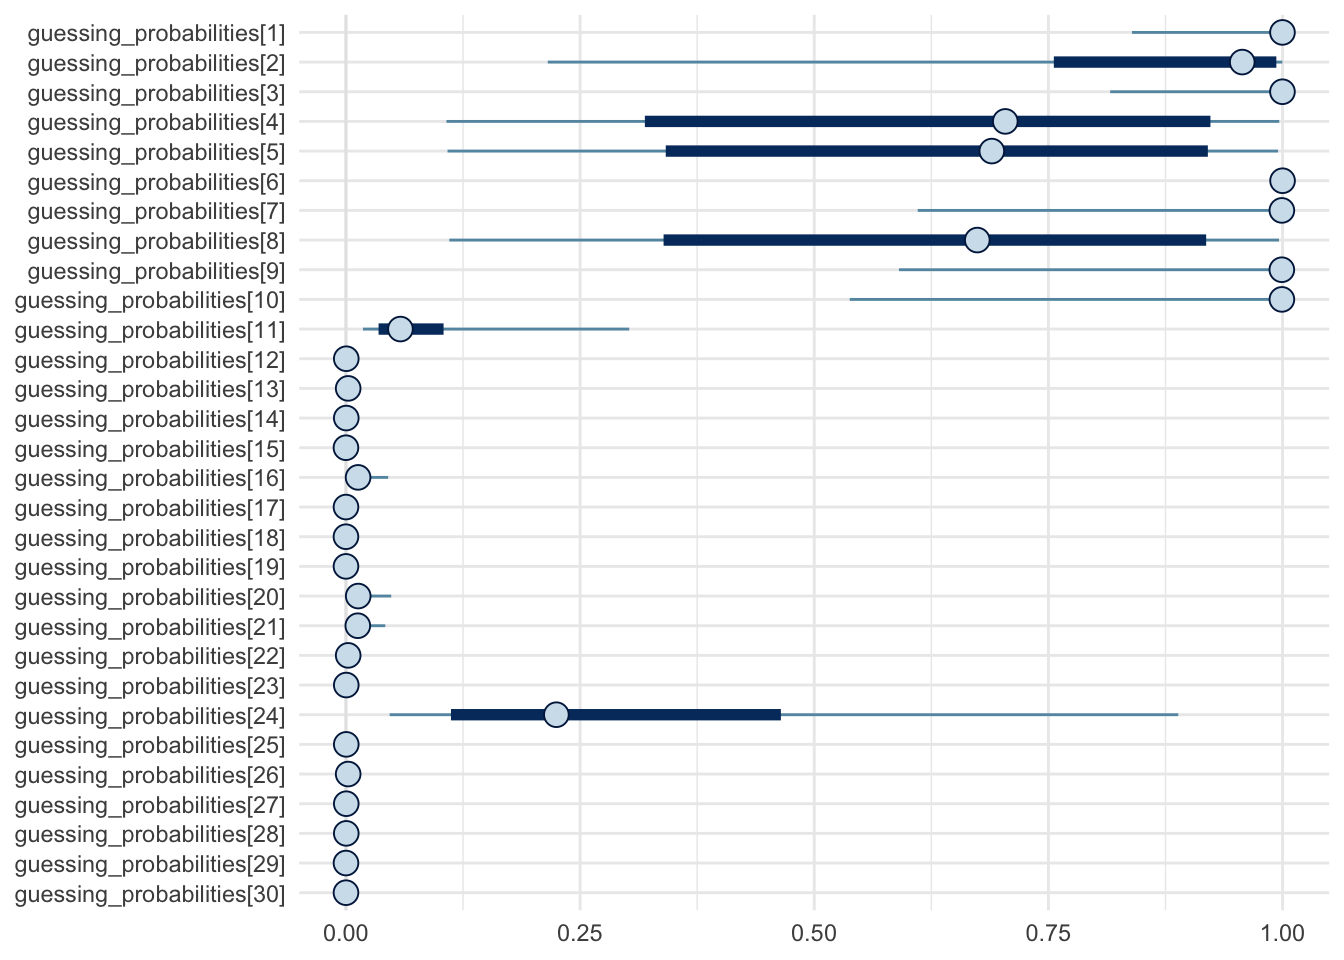 guessing_probabilities[1]
guessing_probabilities[2]
guessing_probabilities[3]
guessing_probabilities[4]
guessing_probabilities[5]
guessing_probabilities[6]
guessing_probabilities[7]
guessing_probabilities[8]
guessing_probabilities[9]
guessing_probabilities[10]
guessing_probabilities[11]
guessing_probabilities[12]
guessing_probabilities[13]
guessing_probabilities[14]
guessing_probabilities[15]
guessing_probabilities[16]
guessing_probabilities[17]
guessing_probabilities[18]
guessing_probabilities[19]
guessing_probabilities[20]
guessing_probabilities[21]
guessing_probabilities[22]
guessing_probabilities[23]
guessing_probabilities[24]
guessing_probabilities[25]
guessing_probabilities[26]
guessing_probabilities[27]
guessing_probabilities[28]
guessing_probabilities[29]
guessing_probabilities[30]
0.00 0.25 0.50 0.75 1.00